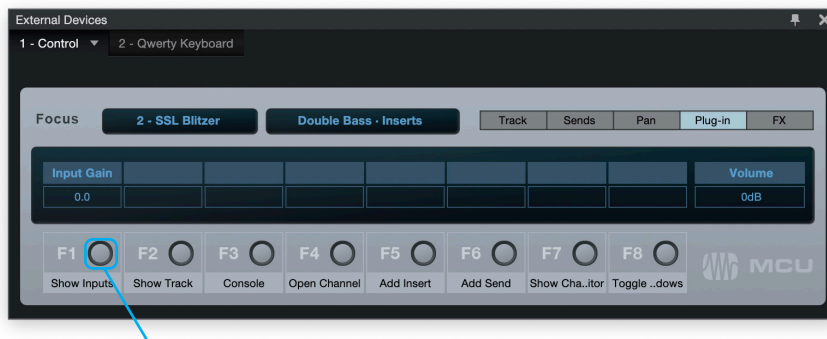 External Devices
1 - Control 2 - Qwerty Keyboard
Focus 2 - SSL Blitzer Double Bass · Inserts Track Sends Pan Plug-in FX
Input Gain Volume
0.0 0dB
F1 F2 F3 F4 F5 F6 F7 F8 MCU
Show Inputs Show Track Console Open Channel Add Insert Add Send Show Cha..itor Toggle ..dows